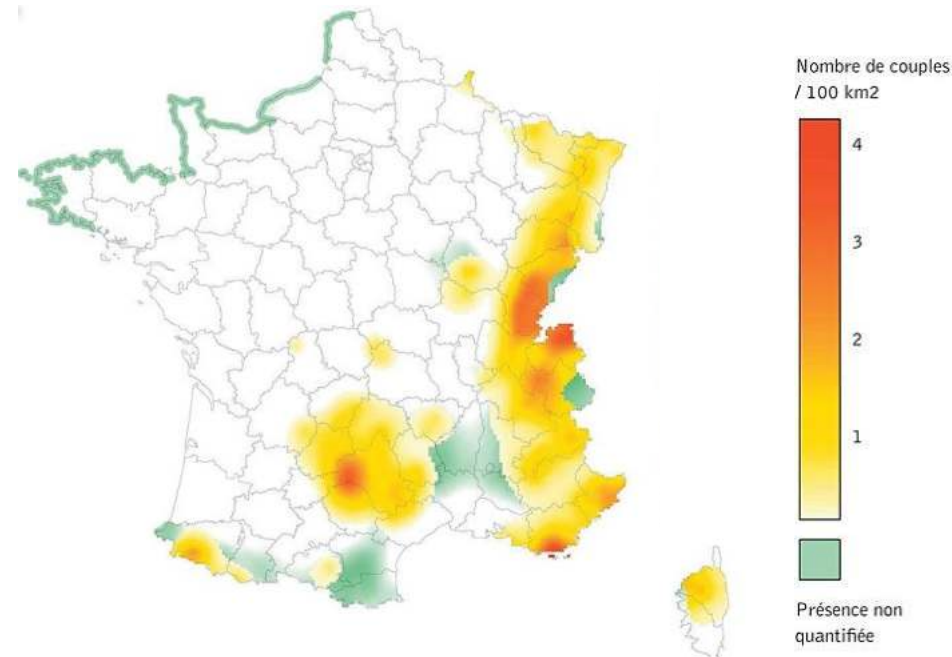 Nombre de couples
/ 100 km2
4
3
2
1
Présence non
quantifiée